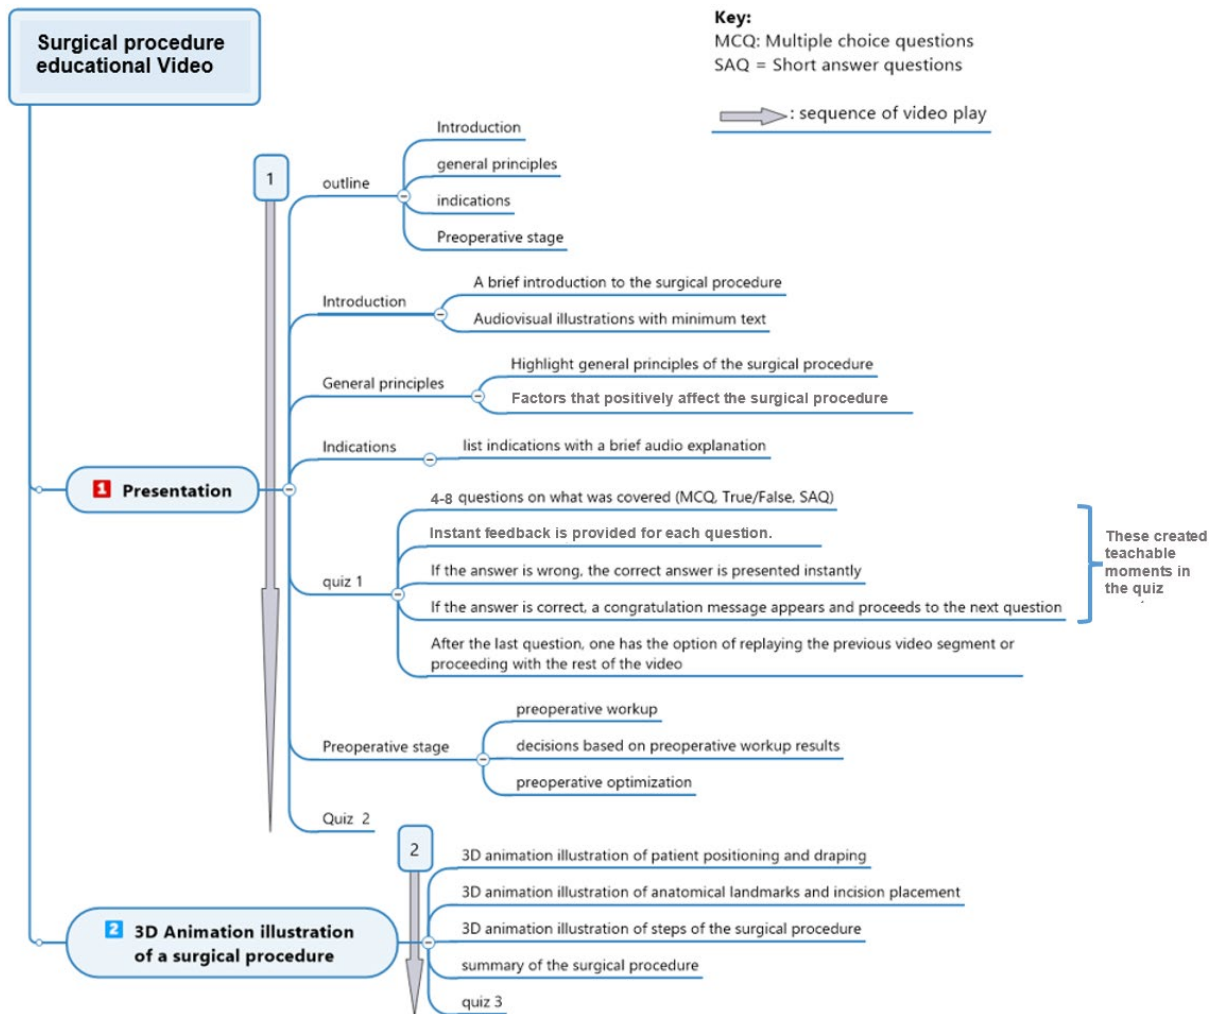 Surgical procedure
educational Video
Key:
MCQ: Multiple choice questions
SAQ = Short answer questions
: sequence of video play
1
outline
Introduction
general principles
indications
Preoperative stage
Introduction
A brief introduction to the surgical procedure
Audiovisual illustrations with minimum text
General principles
Highlight general principles of the surgical procedure
Factors that positively affect the surgical procedure
Indications
list indications with a brief audio explanation
1 Presentation
quiz 1
4-8 questions on what was covered (MCQ, True/False, SAQ)
Instant feedback is provided for each question.
If the answer is wrong, the correct answer is presented instantly
If the answer is correct, a congratulation message appears and proceeds to the next question
After the last question, one has the option of replaying the previous video segment or
proceeding with the rest of the video
These created
teachable
moments in
the quiz
Preoperative stage
preoperative workup
decisions based on preoperative workup results
preoperative optimization
Quiz 2
2
2 3D Animation illustration
of a surgical procedure
3D animation illustration of patient positioning and draping
3D animation illustration of anatomical landmarks and incision placement
3D animation illustration of steps of the surgical procedure
summary of the surgical procedure
quiz 3